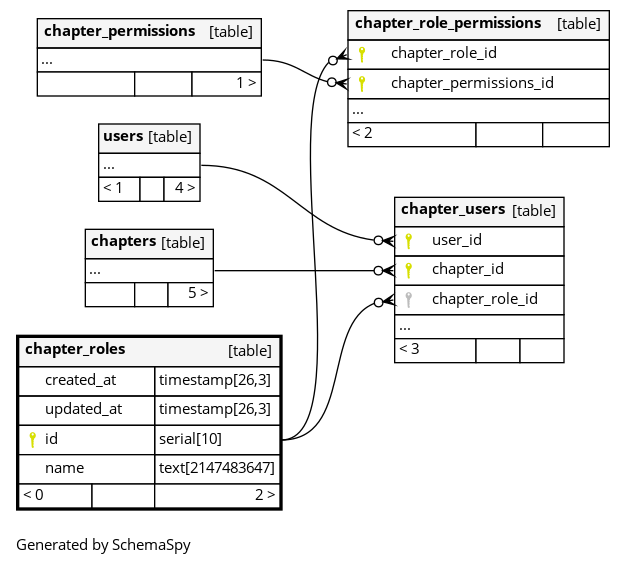 chapter_permissions [table]
...
1 >
chapter_role_permissions [table]
chapter_role_id
chapter_permissions_id
...
< 2
users [table]
...
< 1 4 >
chapter_users [table]
user_id
chapter_id
chapter_role_id
...
< 3
chapters [table]
...
5 >
chapter_roles [table]
created_at timestamp[26,3]
updated_at timestamp[26,3]
id serial[10]
name text[2147483647]
< 0 2 >
Generated by SchemaSpy